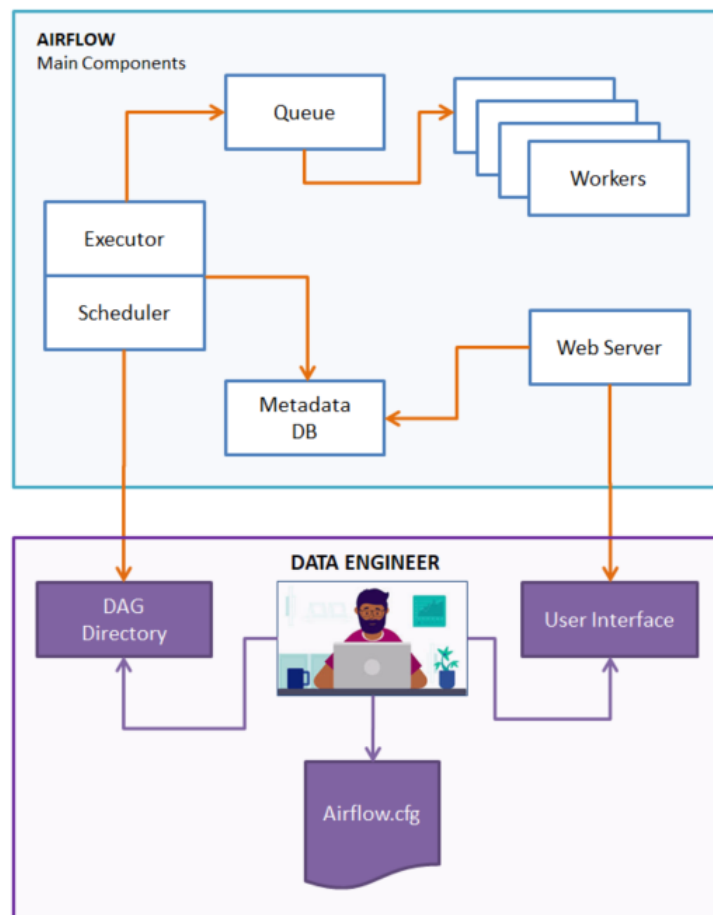 AIRFLOW
Main Components
Queue
Workers
Executor
Scheduler
Web Server
Metadata
DB
DATA ENGINEER
DAG
Directory
User Interface
Airflow.cfg